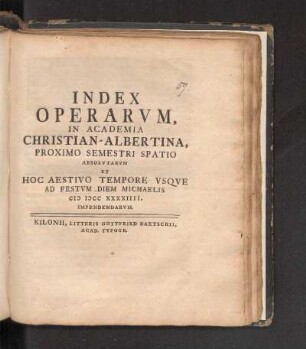 INDEX
OPERARVM,
IN ACADEMIA
CHRISTIAN-ALBERTINA,
PROXIMO SEMESTRI SPATIO
ABSOLVTARVM
ET
HOC AESTIVO TEMPORE VSQVE
AD FESTVM DIEM MICHAELIS
CIƆ IƆCC XXXXIIII.
IMPENDENDARVM.
KILONII, LITTERIS GOTTFRIED BARTSCHII,
ACAD. TYPOGR.